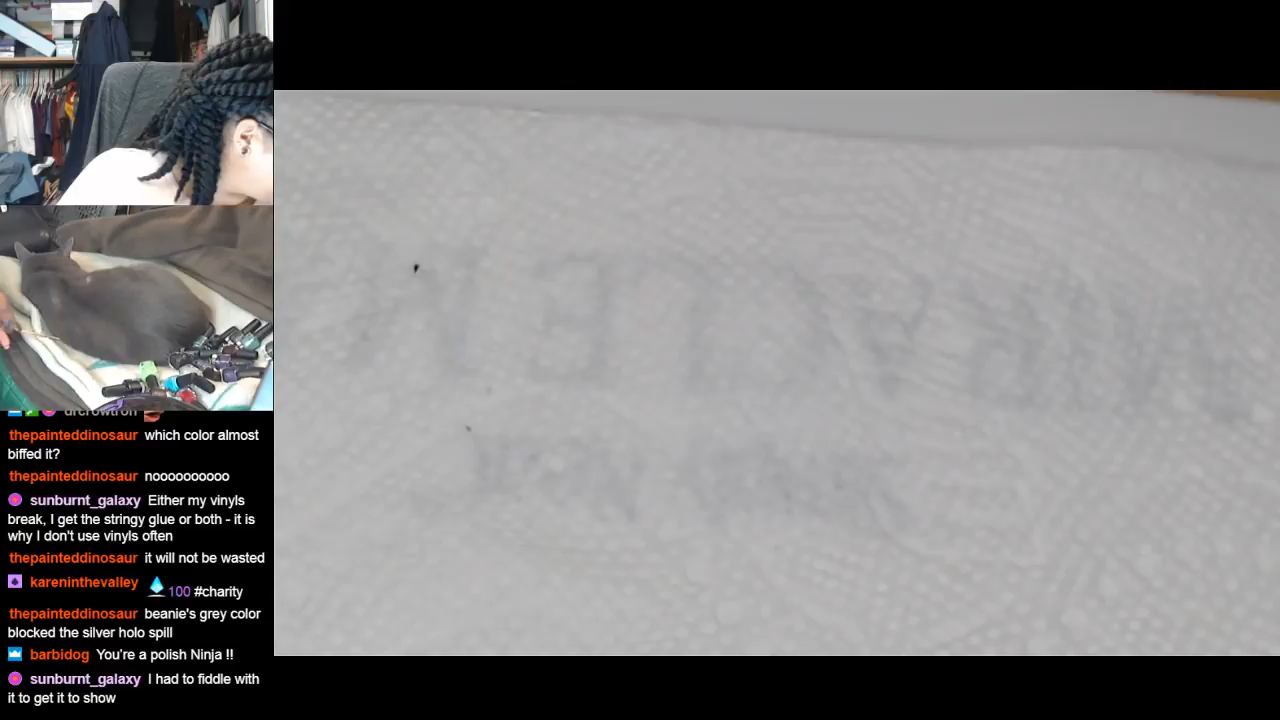 thepainteddinosaur which color almost
biffed it?
thepainteddinosaur noooooooooo
sunburnt_galaxy Either my vinyls
break, I get the stringy glue or both - it is
why I don't use vinyls often
thepainteddinosaur it will not be wasted
kareninthevalley 100 #charity
thepainteddinosaur beanie's grey color
blocked the silver holo spill
barbidog You're a polish Ninja !!
sunburnt_galaxy I had to fiddle with
it to get it to show